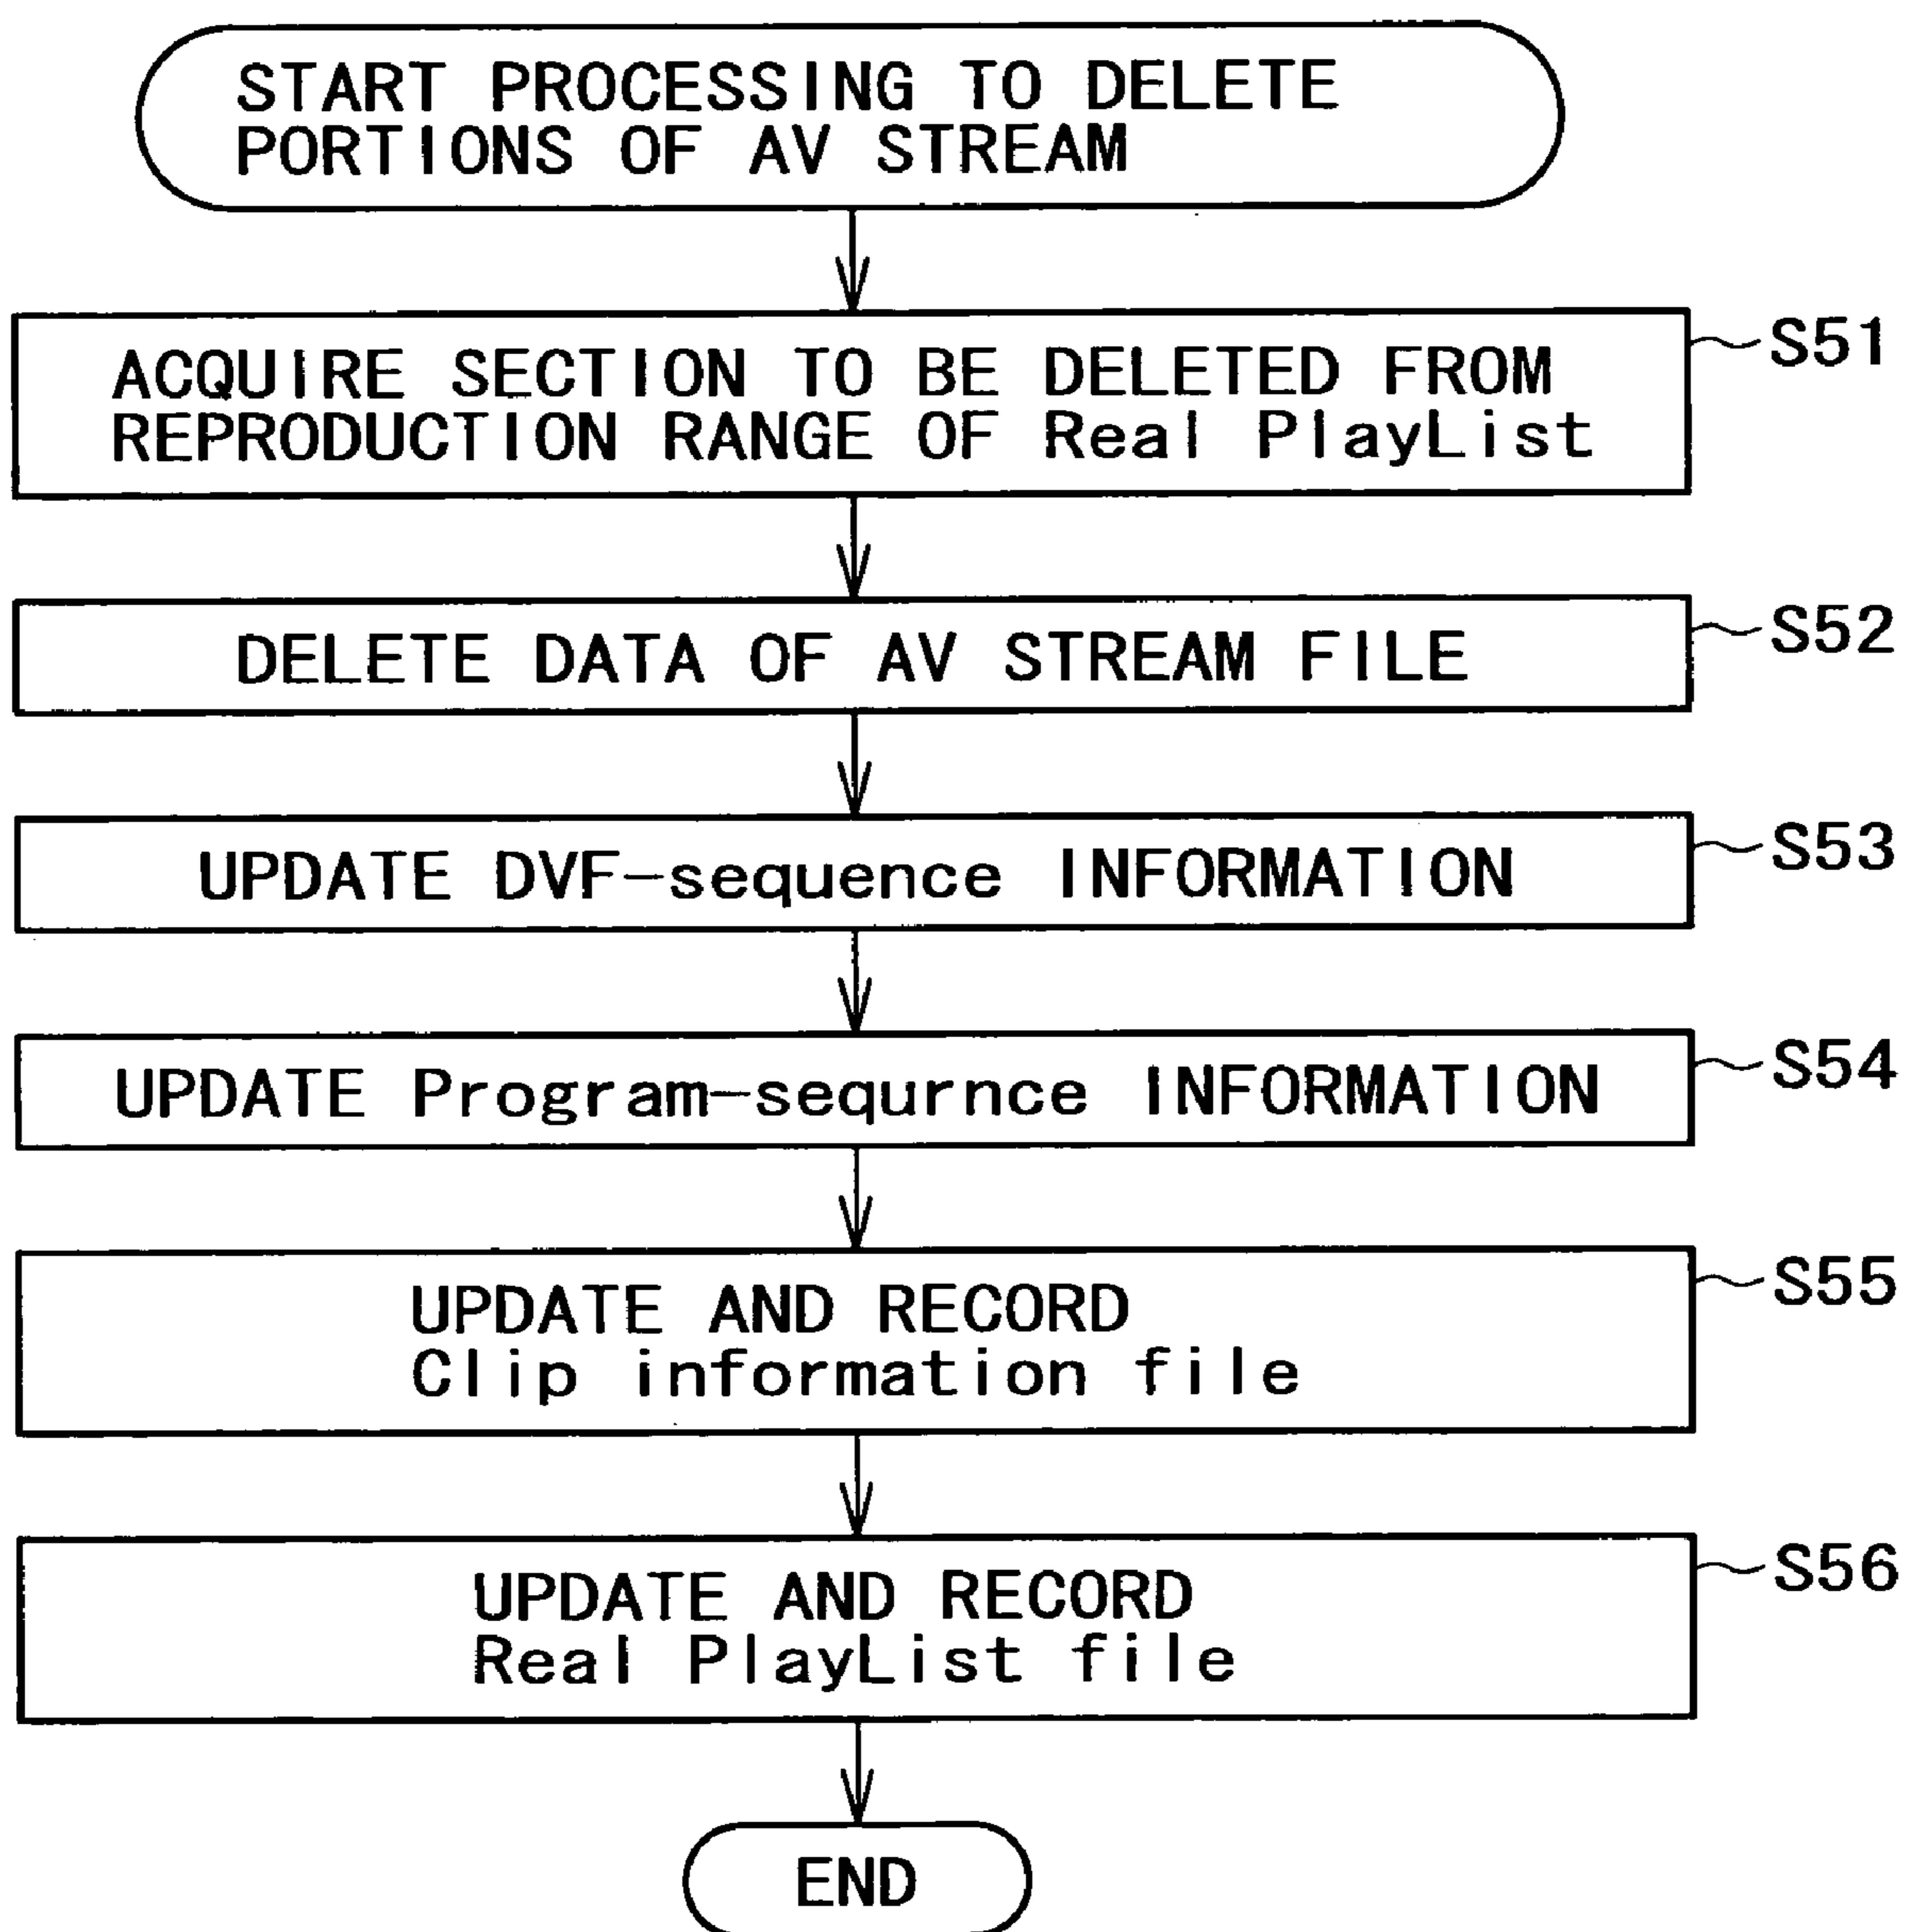 START PROCESSING TO DELETE
PORTIONS OF AV STREAM
ACQUIRE SECTION TO BE DELETED FROM
REPRODUCTION RANGE OF Real PlayList
S51
DELETE DATA OF AV STREAM FILE
S52
UPDATE DVF-sequence INFORMATION
S53
UPDATE Program-sequrnce INFORMATION
S54
UPDATE AND RECORD
Clip information file
S55
UPDATE AND RECORD
Real PlayList file
S56
END